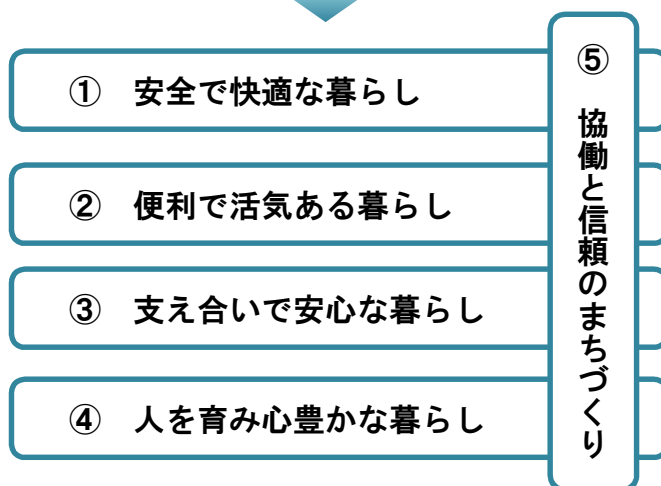 ① 安全で快適な暮らし
② 便利で活気ある暮らし
③ 支え合いで安心な暮らし
④ 人を育み心豊かな暮らし
⑤ 協働と信頼のまちづくり